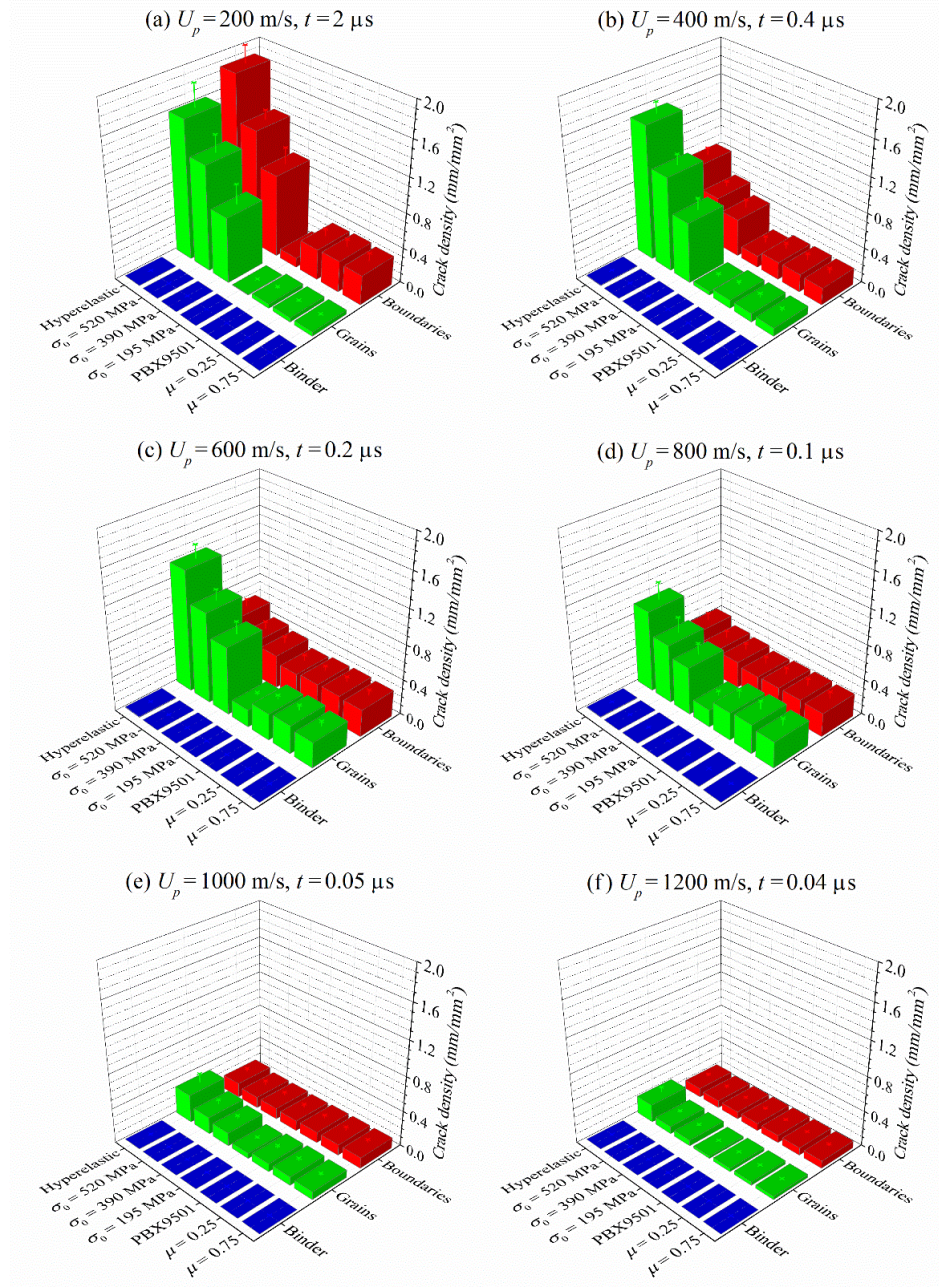 (a) Uₚ = 200 m/s, t = 2 μs
2.0
1.6
1.2
0.8
0.4
0.0
Crack density (mm/mm²)
Hyperelastic
σ₀ = 520 MPa
σ₀ = 390 MPa
σ₀ = 195 MPa
PBX9501
μ = 0.25
μ = 0.75
Binder
Grains
Boundaries
(b) Uₚ = 400 m/s, t = 0.4 μs
2.0
1.6
1.2
0.8
0.4
0.0
Crack density (mm/mm²)
Hyperelastic
σ₀ = 520 MPa
σ₀ = 390 MPa
σ₀ = 195 MPa
PBX9501
μ = 0.25
μ = 0.75
Binder
Grains
Boundaries
(c) Uₚ = 600 m/s, t = 0.2 μs
2.0
1.6
1.2
0.8
0.4
0.0
Crack density (mm/mm²)
Hyperelastic
σ₀ = 520 MPa
σ₀ = 390 MPa
σ₀ = 195 MPa
PBX9501
μ = 0.25
μ = 0.75
Binder
Grains
Boundaries
(d) Uₚ = 800 m/s, t = 0.1 μs
2.0
1.6
1.2
0.8
0.4
0.0
Crack density (mm/mm²)
Hyperelastic
σ₀ = 520 MPa
σ₀ = 390 MPa
σ₀ = 195 MPa
PBX9501
μ = 0.25
μ = 0.75
Binder
Grains
Boundaries
(e) Uₚ = 1000 m/s, t = 0.05 μs
2.0
1.6
1.2
0.8
0.4
0.0
Crack density (mm/mm²)
Hyperelastic
σ₀ = 520 MPa
σ₀ = 390 MPa
σ₀ = 195 MPa
PBX9501
μ = 0.25
μ = 0.75
Binder
Grains
Boundaries
(f) Uₚ = 1200 m/s, t = 0.04 μs
2.0
1.6
1.2
0.8
0.4
0.0
Crack density (mm/mm²)
Hyperelastic
σ₀ = 520 MPa
σ₀ = 390 MPa
σ₀ = 195 MPa
PBX9501
μ = 0.25
μ = 0.75
Binder
Grains
Boundaries